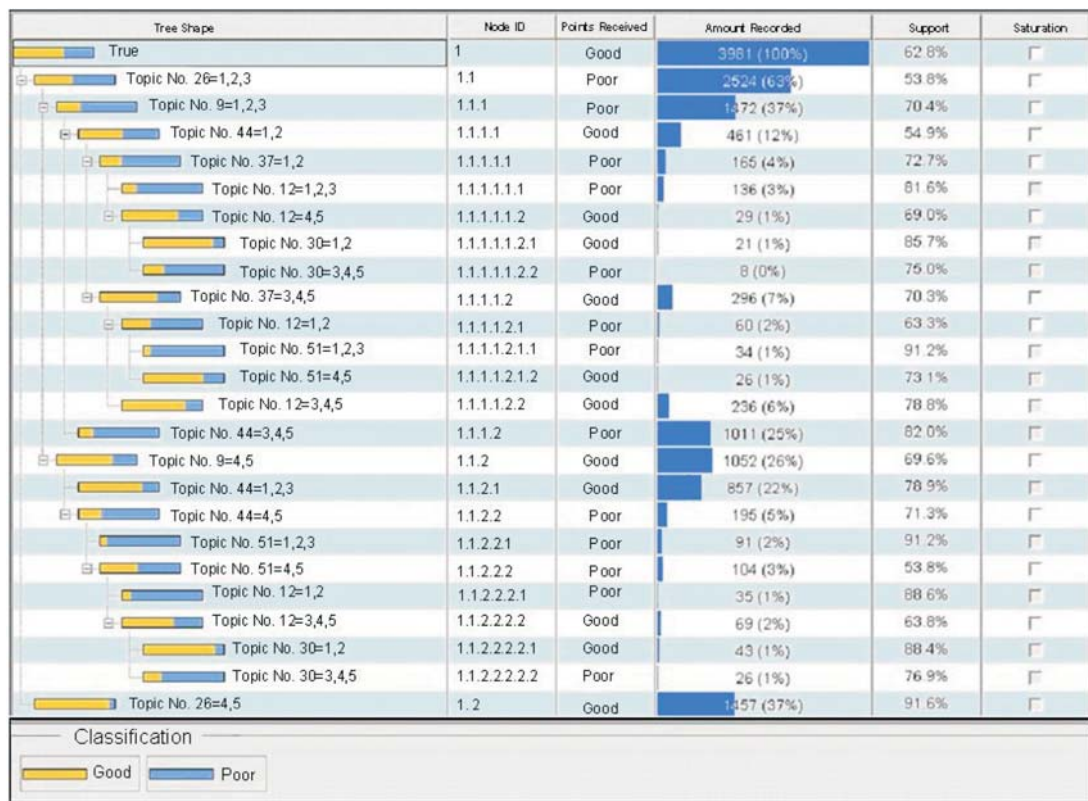 Tree Shape Node ID Points Received Amount Recorded Support Saturation
True 1 Good 3981 (100%) 62.8%
Topic No. 26=1,2,3 1.1 Poor 2524 (63%) 53.8%
Topic No. 9=1,2,3 1.1.1 Poor 1472 (37%) 70.4%
Topic No. 44=1,2 1.1.1.1 Good 461 (12%) 54.9%
Topic No. 37=1,2 1.1.1.1.1 Poor 165 (4%) 72.7%
Topic No. 12=1,2,3 1.1.1.1.1.1 Poor 136 (3%) 81.6%
Topic No. 12=4,5 1.1.1.1.1.2 Good 29 (1%) 69.0%
Topic No. 30=1,2 1.1.1.1.1.2.1 Good 21 (1%) 85.7%
Topic No. 30=3,4,5 1.1.1.1.1.2.2 Poor 8 (0%) 75.0%
Topic No. 37=3,4,5 1.1.1.1.2 Good 296 (7%) 70.3%
Topic No. 12=1,2 1.1.1.1.2.1 Poor 60 (2%) 63.3%
Topic No. 51=1,2,3 1.1.1.1.2.1.1 Poor 34 (1%) 91.2%
Topic No. 51=4,5 1.1.1.1.2.1.2 Good 26 (1%) 73.1%
Topic No. 12=3,4,5 1.1.1.1.2.2 Good 236 (6%) 78.8%
Topic No. 44=3,4,5 1.1.1.2 Poor 1011 (25%) 82.0%
Topic No. 9=4,5 1.1.2 Good 1052 (26%) 69.6%
Topic No. 44=1,2,3 1.1.2.1 Good 857 (22%) 78.9%
Topic No. 44=4,5 1.1.2.2 Poor 195 (5%) 71.3%
Topic No. 51=1,2,3 1.1.2.2.1 Poor 91 (2%) 91.2%
Topic No. 51=4,5 1.1.2.2.2 Poor 104 (3%) 53.8%
Topic No. 12=1,2 1.1.2.2.2.1 Poor 35 (1%) 88.6%
Topic No. 12=3,4,5 1.1.2.2.2.2 Good 69 (2%) 63.8%
Topic No. 30=1,2 1.1.2.2.2.2.1 Good 43 (1%) 88.4%
Topic No. 30=3,4,5 1.1.2.2.2.2.2 Poor 26 (1%) 76.9%
Topic No. 26=4,5 1.2 Good 1457 (37%) 91.6%
Classification
Good Poor